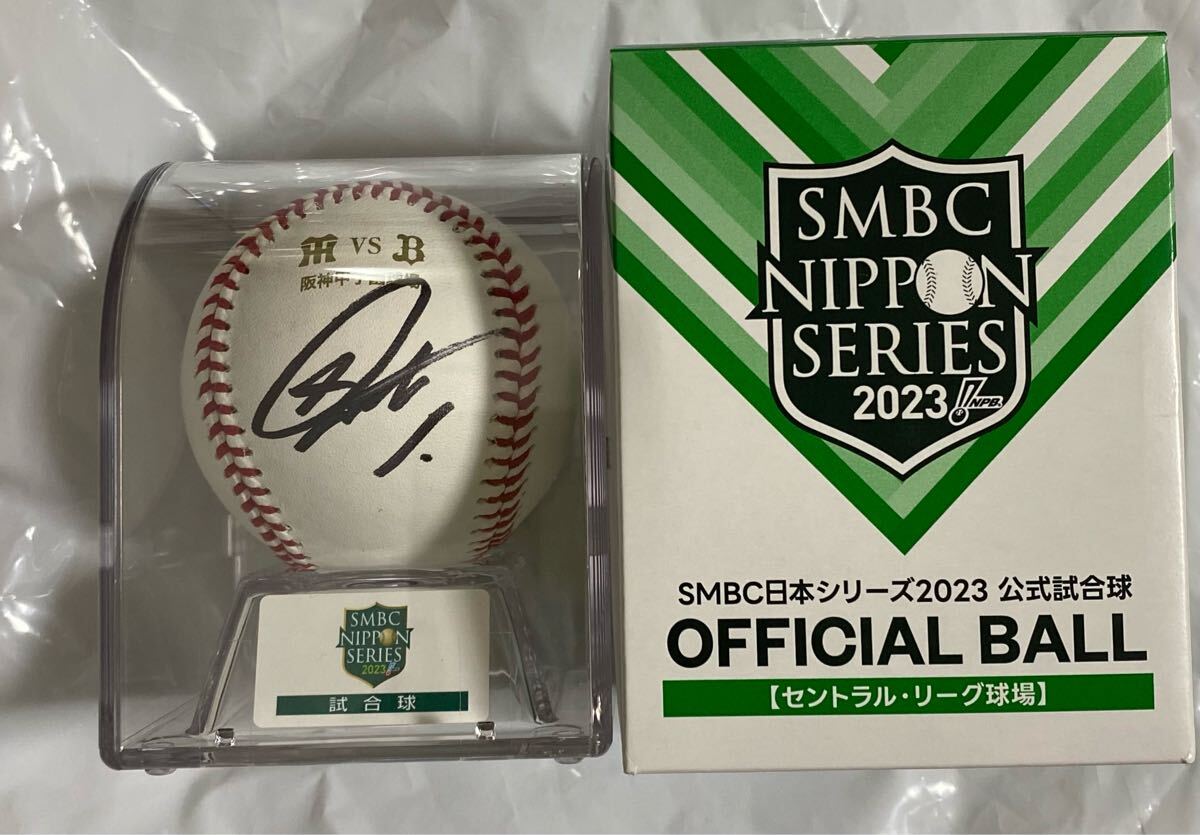 VS B
阪神甲子園球場
SMBC
NIPPON
SERIES
2023
試合球
SMBC
NIPPON
SERIES
2023 NPB
SMBC日本シリーズ2023 公式試合球
OFFICIAL BALL
【セントラル・リーグ球場】